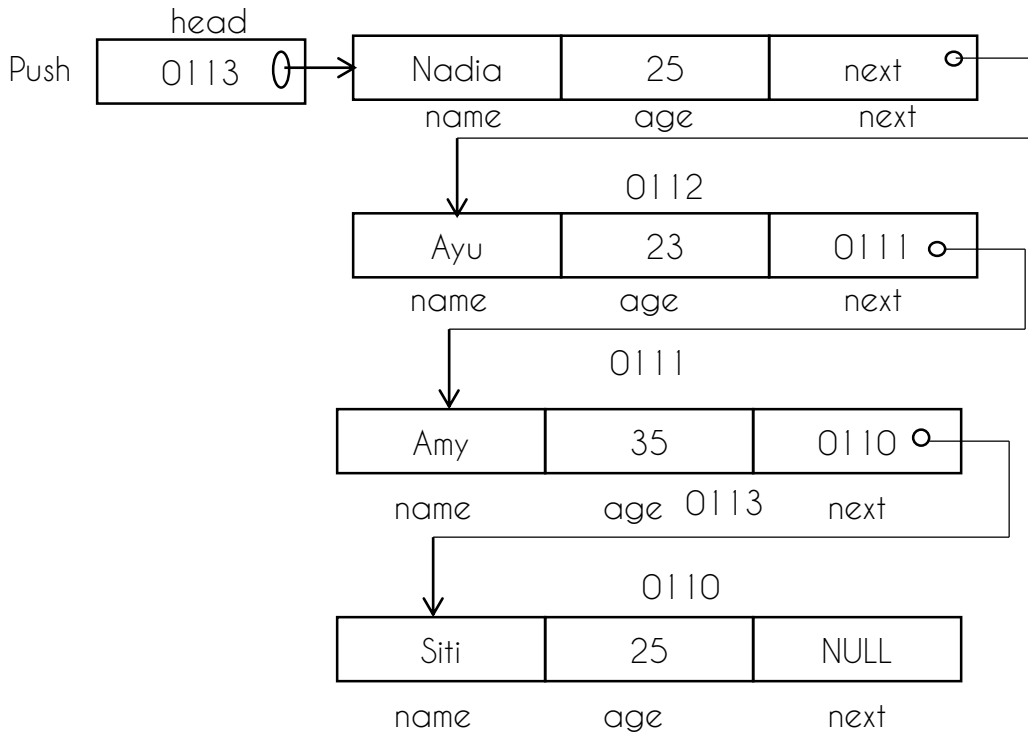 head
Push 0113 Nadia 25 next
name age next
0112
Ayu 23 0111
name age next
0111
Amy 35 0110
name age 0113 next
0110
Siti 25 NULL
name age next